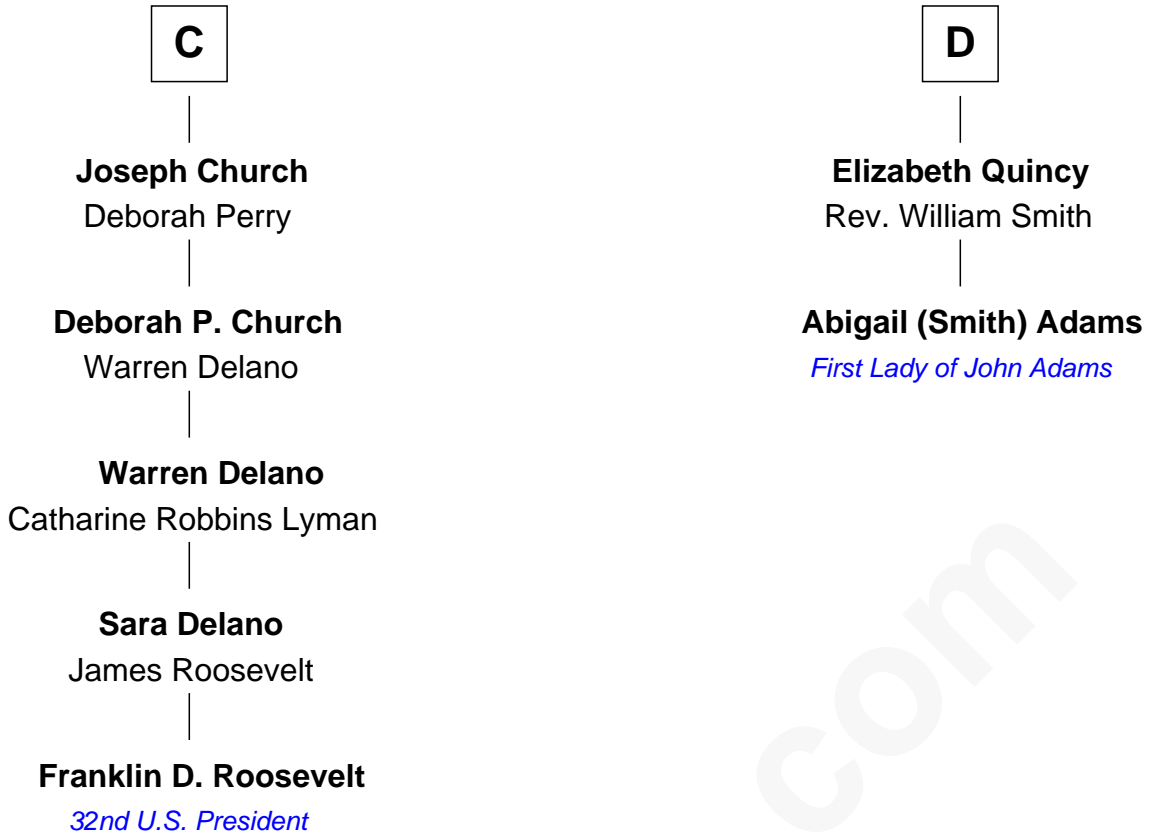 C
Joseph Church
Deborah Perry
Deborah P. Church
Warren Delano
Warren Delano
Catharine Robbins Lyman
Sara Delano
James Roosevelt
Franklin D. Roosevelt
32nd U.S. President
D
Elizabeth Quincy
Rev. William Smith
Abigail (Smith) Adams
First Lady of John Adams
com